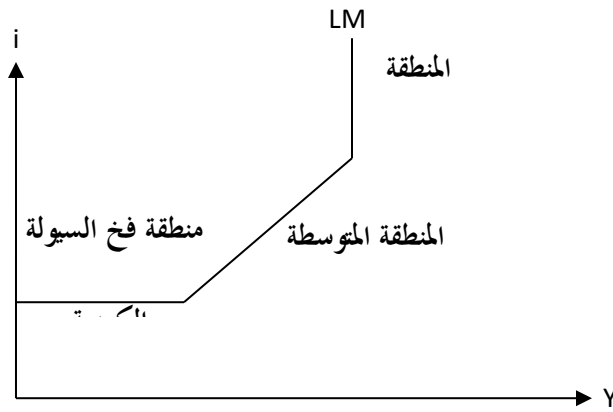 LM
i
المنطقة
منطقة فخ السيولة
المنطقة المتوسطة
Y